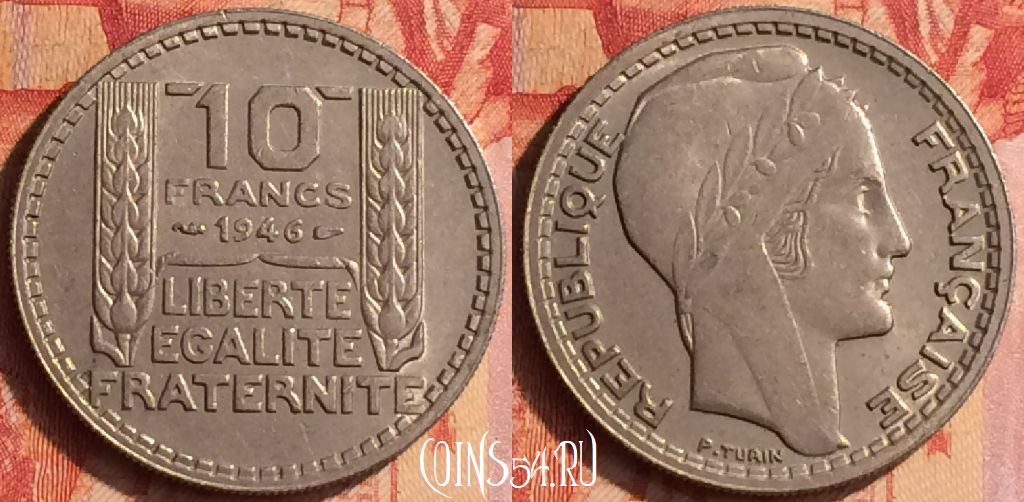 10
FRANCS
1946
LIBERTE
EGALITE
FRATERNITE
REPUBLIQUE FRANÇAISE
P.TURIN
COINS54.RU